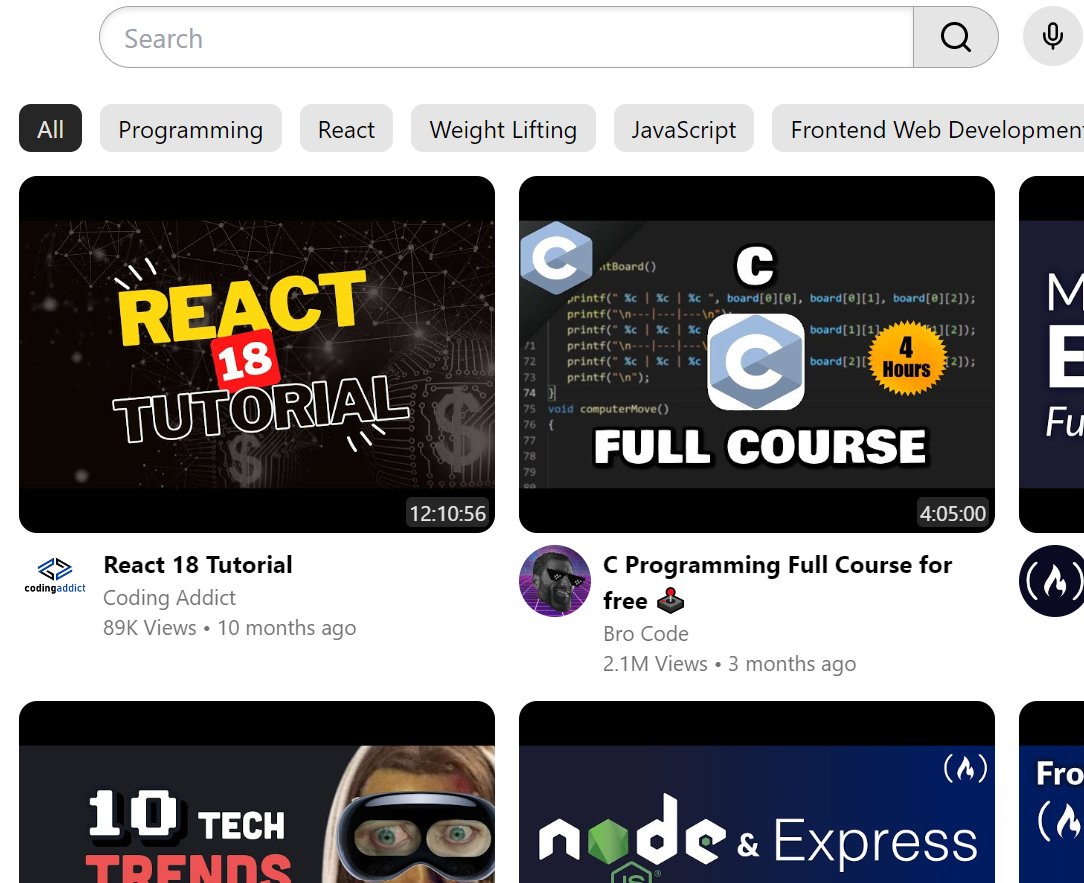 Search
All
Programming
React
Weight Lifting
JavaScript
Frontend Web Development
REACT
18
TUTORIAL
12:10:56
C
ntBoard()
printf(" %c | %c | %c ", board[0][0], board[0][1], board[0][2]);
printf("\n---|---|---\n");
printf(" %c | %c | %c board[1][1], [1][2]);
71 printf("\n---|---|---\
72 printf(" %c | %c | %c board[2][ [2]);
73 printf("\n");
74 }
75 void computerMove()
76 {
77
78
79
4
Hours
FULL COURSE
4:05:00
M
E
Fu
codingaddict
React 18 Tutorial
Coding Addict
89K Views • 10 months ago
C Programming Full Course for
free 🕹️
Bro Code
2.1M Views • 3 months ago
10 TECH
TRENDS
node & Express
JS
Fro